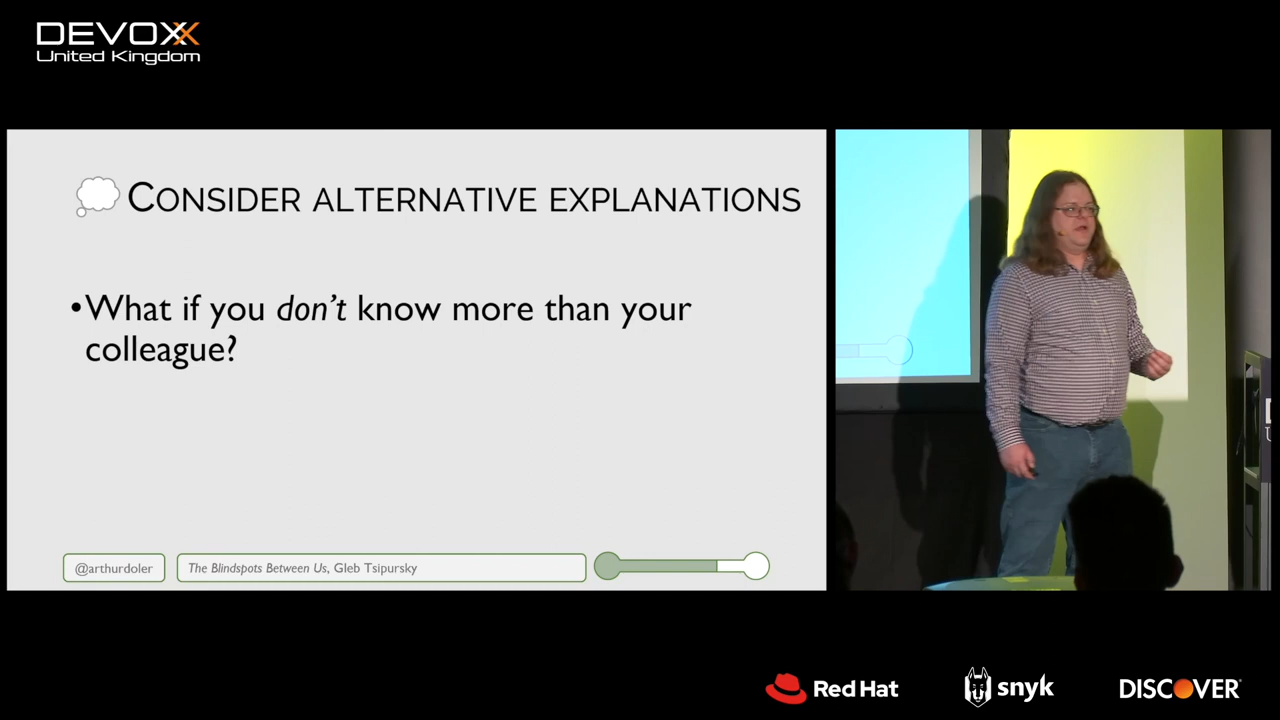 DEVOXX
United Kingdom
CONSIDER ALTERNATIVE EXPLANATIONS
•What if you don't know more than your
colleague?
@arthurdoler
The Blindspots Between Us, Gleb Tsipursky
Red Hat
snyk
DISCOVER